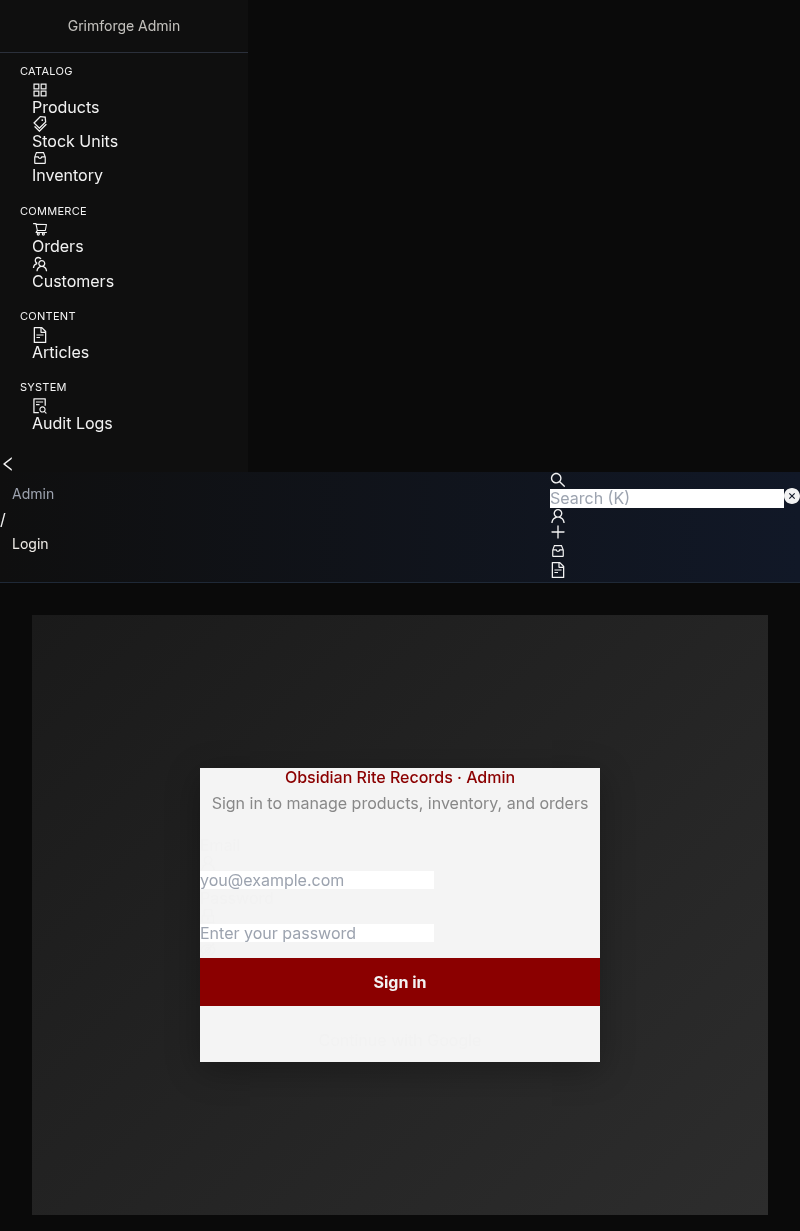 Grimforge Admin
CATALOG
Products
Stock Units
Inventory
COMMERCE
Orders
Customers
CONTENT
Articles
SYSTEM
Audit Logs
Admin
/
Login
Search (K)
Obsidian Rite Records · Admin
Sign in to manage products, inventory, and orders
you@example.com
Enter your password
Sign in